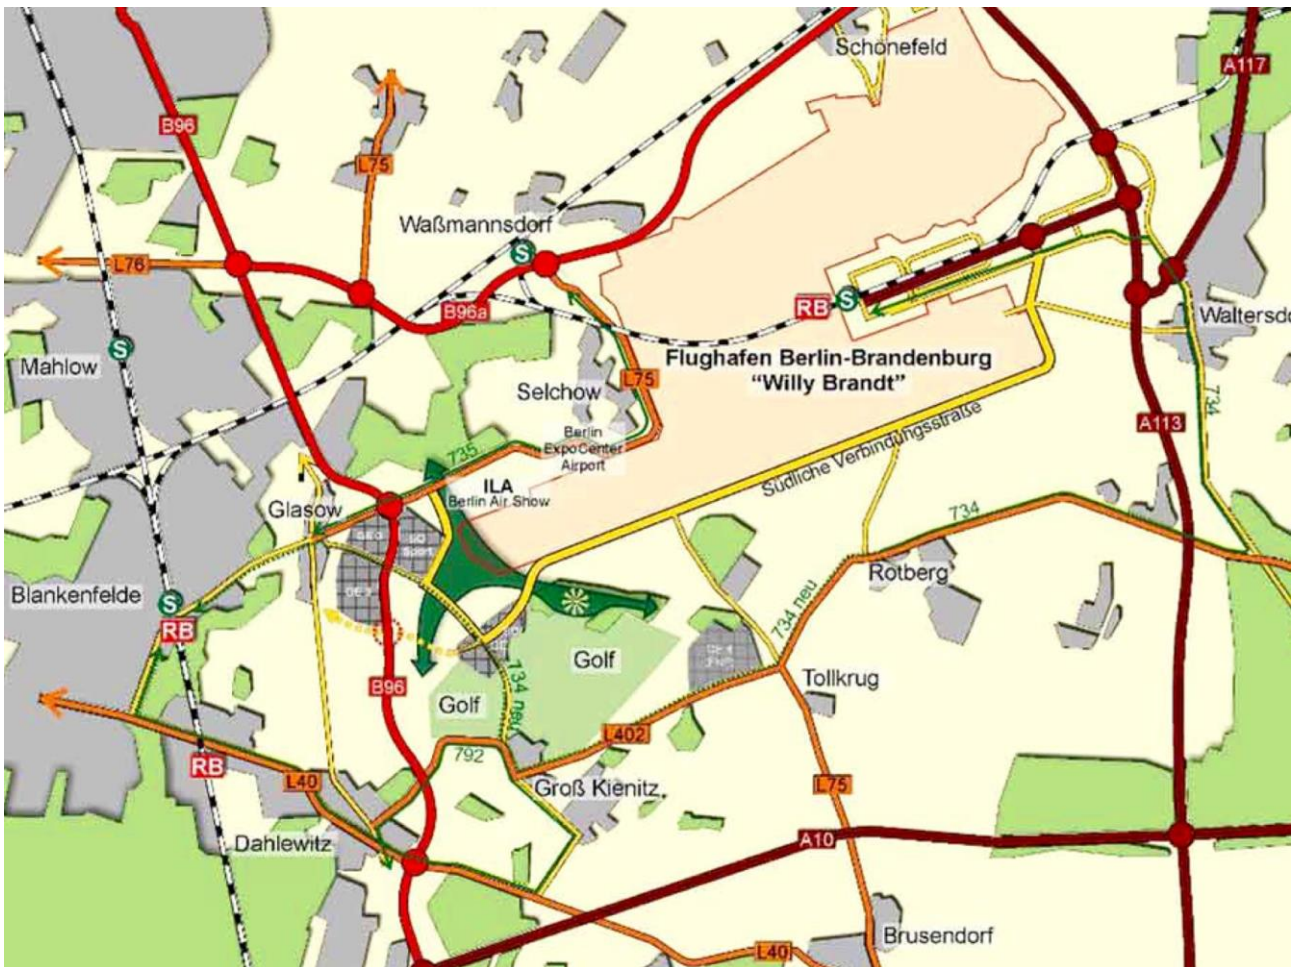 Schönefeld
A117
B96
L75
Waßmannsdorf
S
L76
B96a
RB
S
Waltersdo
S
Mahlow
Flughafen Berlin-Brandenburg
"Willy Brandt"
L75
Selchow
734
A113
Berlin
ExpoCenter
Airport
735
Südliche Verbindungsstraße
ILA
Berlin Air Show
Glasow
734
Rotberg
Blankenfelde
S
RB
734 neu
Golf
Tollkrug
B96
Golf
734 neu
L402
792
RB
L40
Groß Kienitz
L75
Dahlewitz
A10
Brusendorf
L40